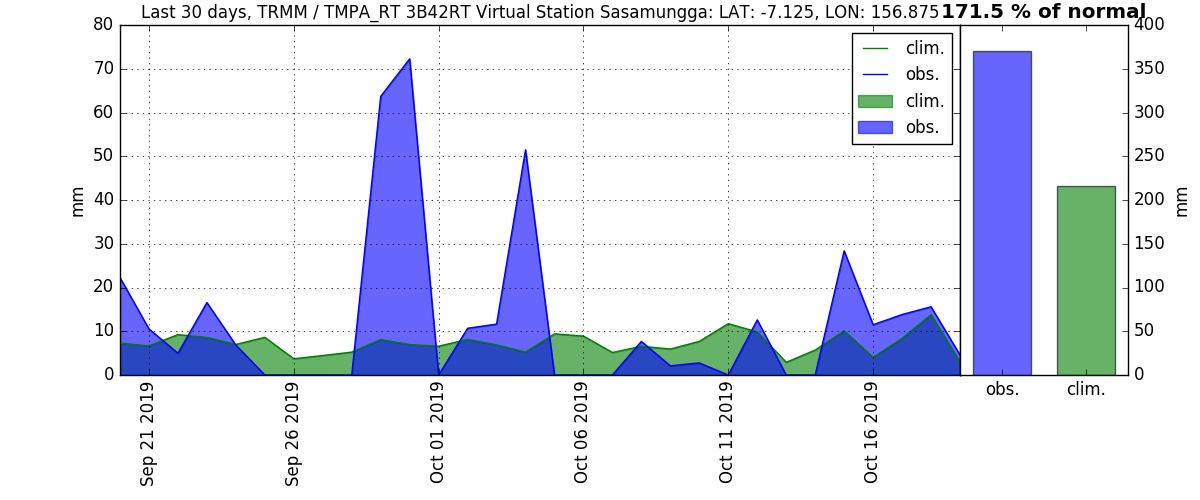 Last 30 days, TRMM / TMPA_RT 3B42RT Virtual Station Sasamungga: LAT: -7.125, LON: 156.875
171.5 % of normal
80
70
60
50
40
30
20
10
0
mm
clim.
obs.
clim.
obs.
Sep 21 2019
Sep 26 2019
Oct 01 2019
Oct 06 2019
Oct 11 2019
Oct 16 2019
400
350
300
250
200
150
100
50
0
mm
obs.
clim.